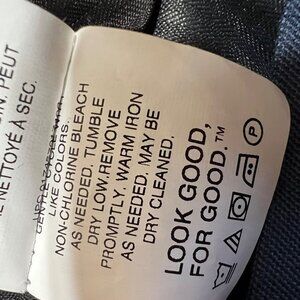 PEUT
NETTOYÉ À SEC.
LIKE COLORS.
NON-CHLORINE BLEACH
AS NEEDED. TUMBLE
DRY LOW.REMOVE
PROMPTLY. WARM IRON
AS NEEDED. MAY BE
DRY CLEANED.
LOOK GOOD,
FOR GOOD.™
P